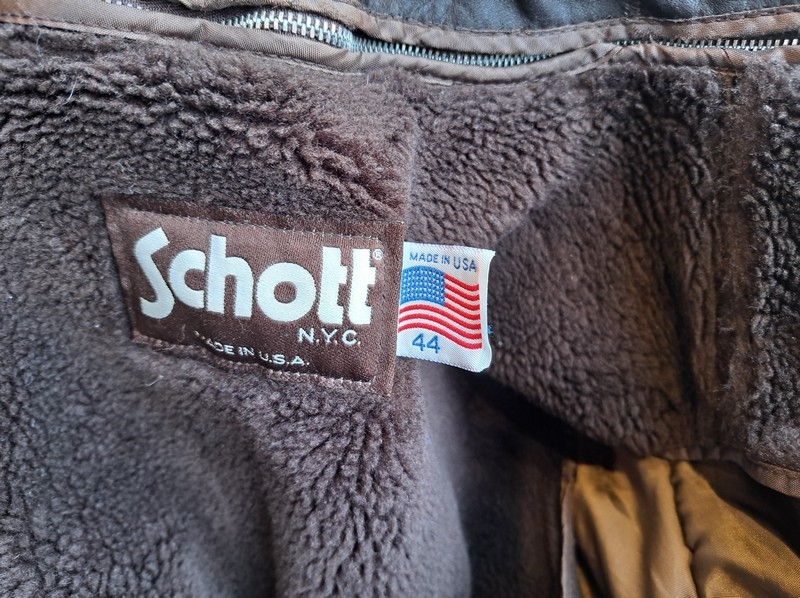 Schott®
N.Y.C.
MADE IN U.S.A.
MADE IN USA
44